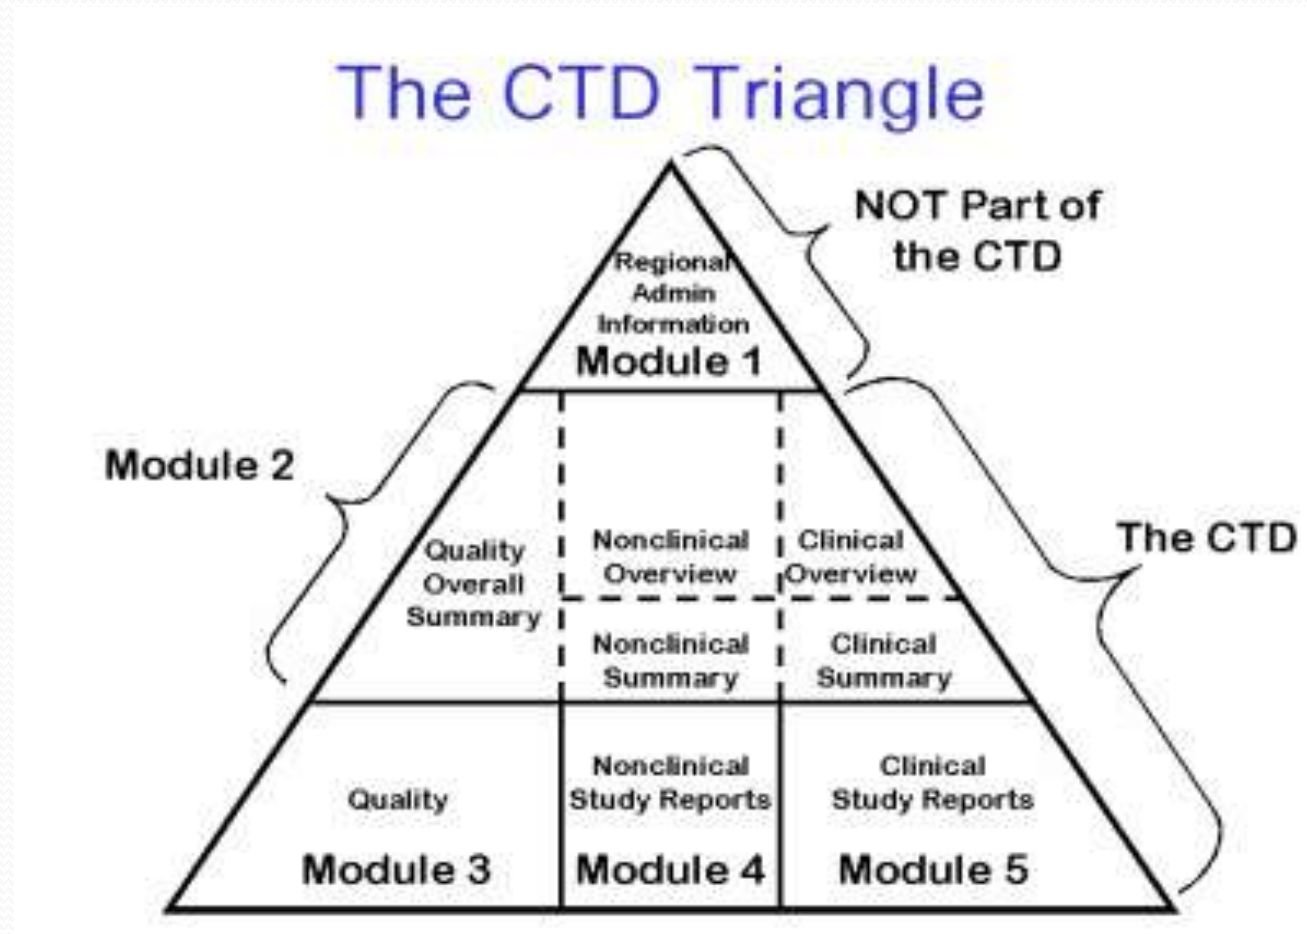 The CTD Triangle
NOT Part of
the CTD
Regional
Admin
Information
Module 1
Module 2
The CTD
Quality
Overall
Summary
Nonclinical
Overview
Clinical
Overview
Nonclinical
Summary
Clinical
Summary
Quality
Module 3
Nonclinical
Study Reports
Module 4
Clinical
Study Reports
Module 5